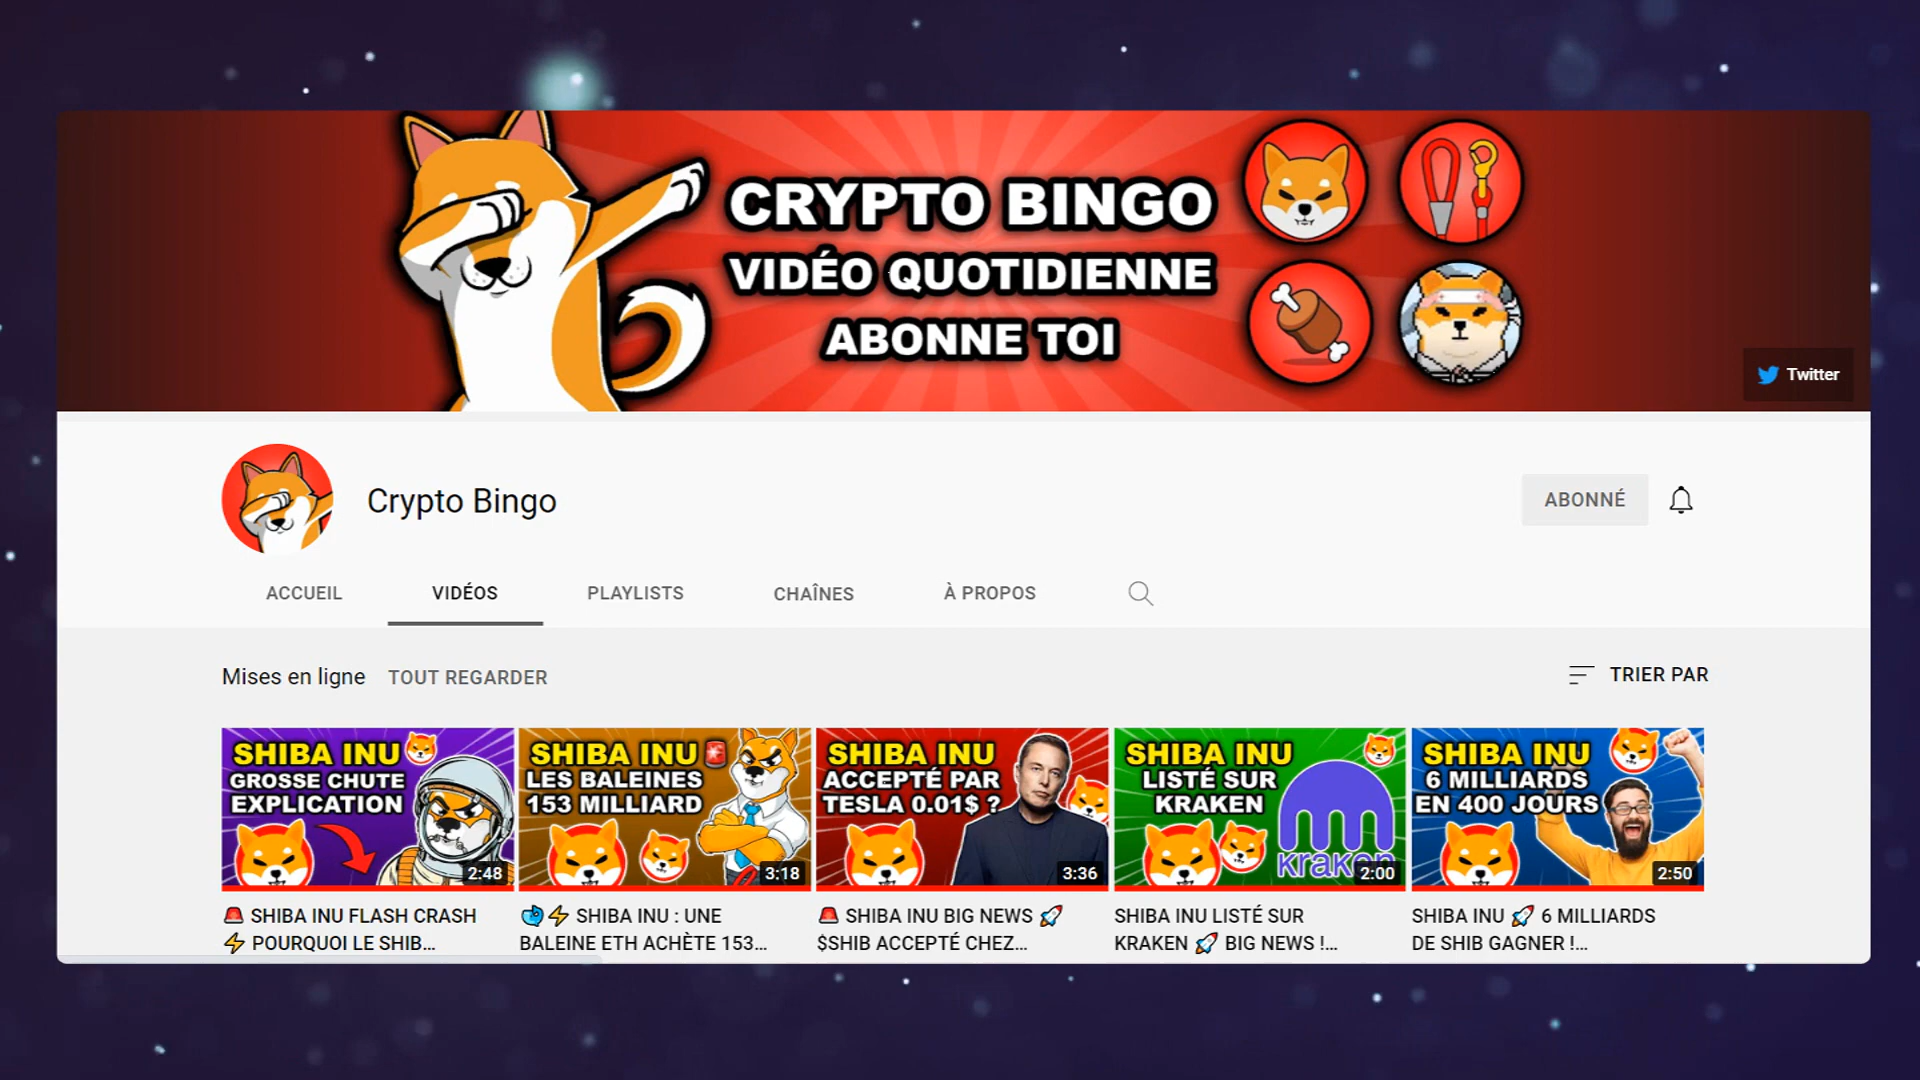 CRYPTO BINGO
VIDÉO QUOTIDIENNE
ABONNE TOI
Twitter
Crypto Bingo
ABONNÉ
ACCUEIL
VIDÉOS
PLAYLISTS
CHAÎNES
À PROPOS
Mises en ligne
TOUT REGARDER
TRIER PAR
SHIBA INU
GROSSE CHUTE
EXPLICATION
2:48
🚨 SHIBA INU FLASH CRASH
⚡ POURQUOI LE SHIB...
SHIBA INU
LES BALEINES
153 MILLIARD
3:18
🐳⚡ SHIBA INU : UNE
BALEINE ETH ACHÈTE 153...
SHIBA INU
ACCEPTÉ PAR
TESLA 0.01$ ?
3:36
🚨 SHIBA INU BIG NEWS 🚀
$SHIB ACCEPTÉ CHEZ...
SHIBA INU
LISTÉ SUR
KRAKEN
kraken
2:00
SHIBA INU LISTÉ SUR
KRAKEN 🚀 BIG NEWS !...
SHIBA INU
6 MILLIARDS
EN 400 JOURS
2:50
SHIBA INU 🚀 6 MILLIARDS
DE SHIB GAGNER !...